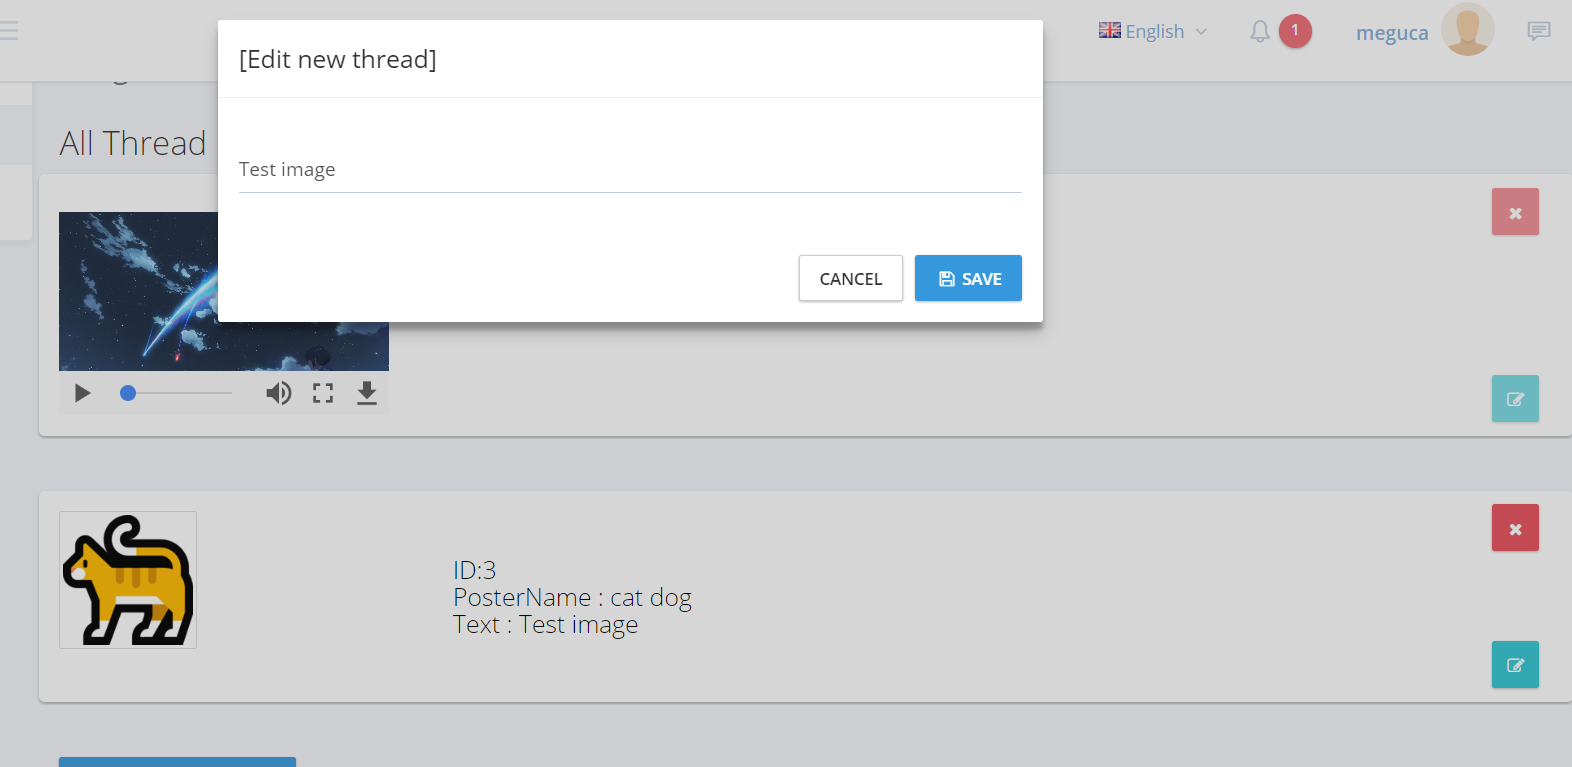 [Edit new thread]
English
1
meguca
All Thread
Test image
CANCEL
SAVE
ID:3
PosterName : cat dog
Text : Test image